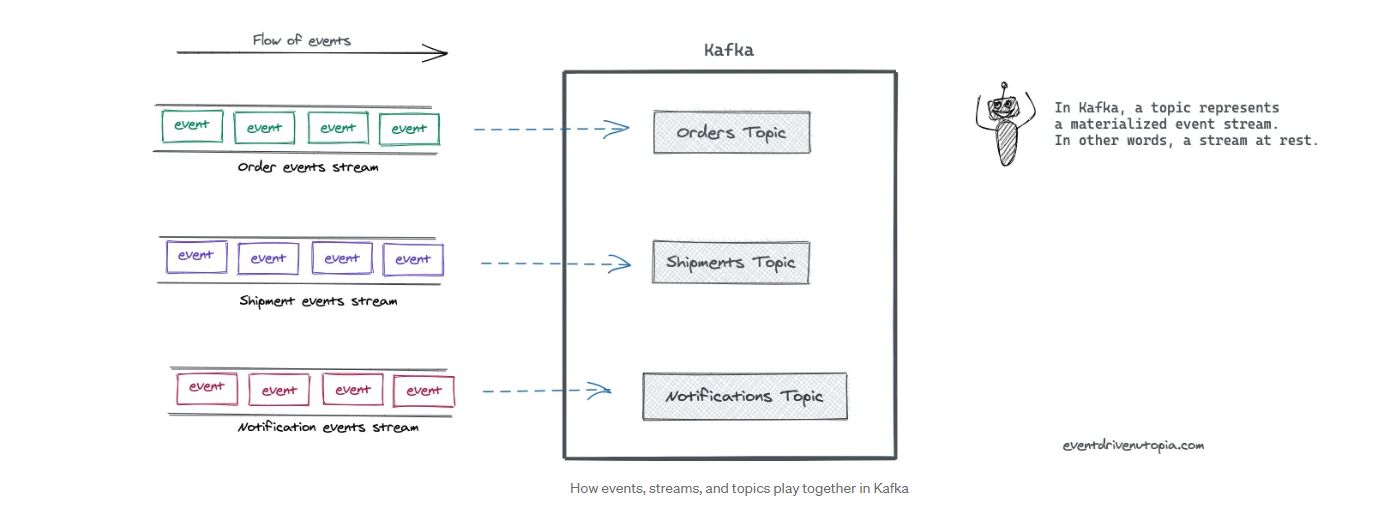 Flow of events
Kafka
event event event event
Orders Topic
In Kafka, a topic represents
a materialized event stream.
In other words, a stream at rest.
Order events stream
event event event event
Shipments Topic
Shipment events stream
event event event event
Notifications Topic
Notification events stream
eventdrivenutopia.com
How events, streams, and topics play together in Kafka